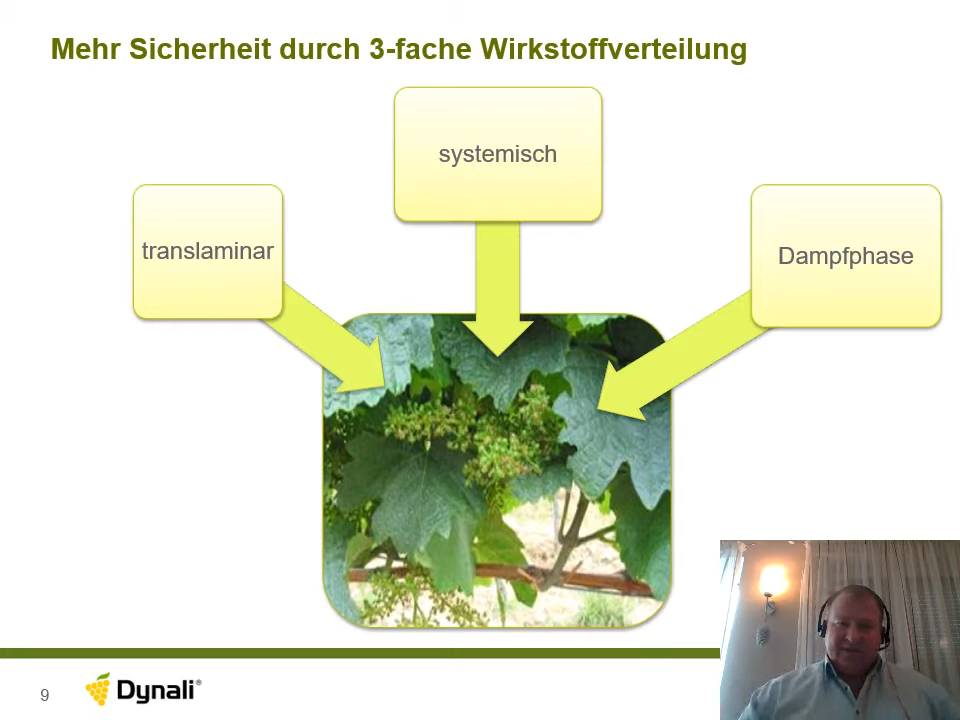 Mehr Sicherheit durch 3-fache Wirkstoffverteilung
systemisch
translaminar
Dampfphase
9
Dynali®